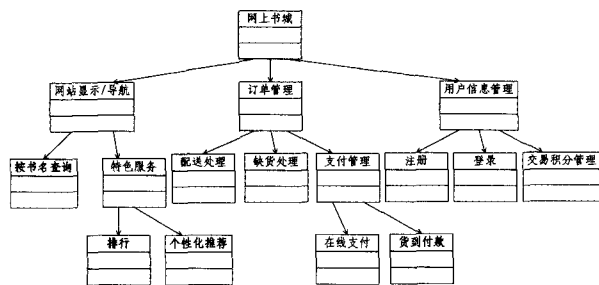 网上书城
网站显示/导航
订单管理
用户信息管理
按书名查询
特色服务
配送处理
缺货处理
支付管理
注册
登录
交易积分管理
排行
个性化推荐
在线支付
货到付款